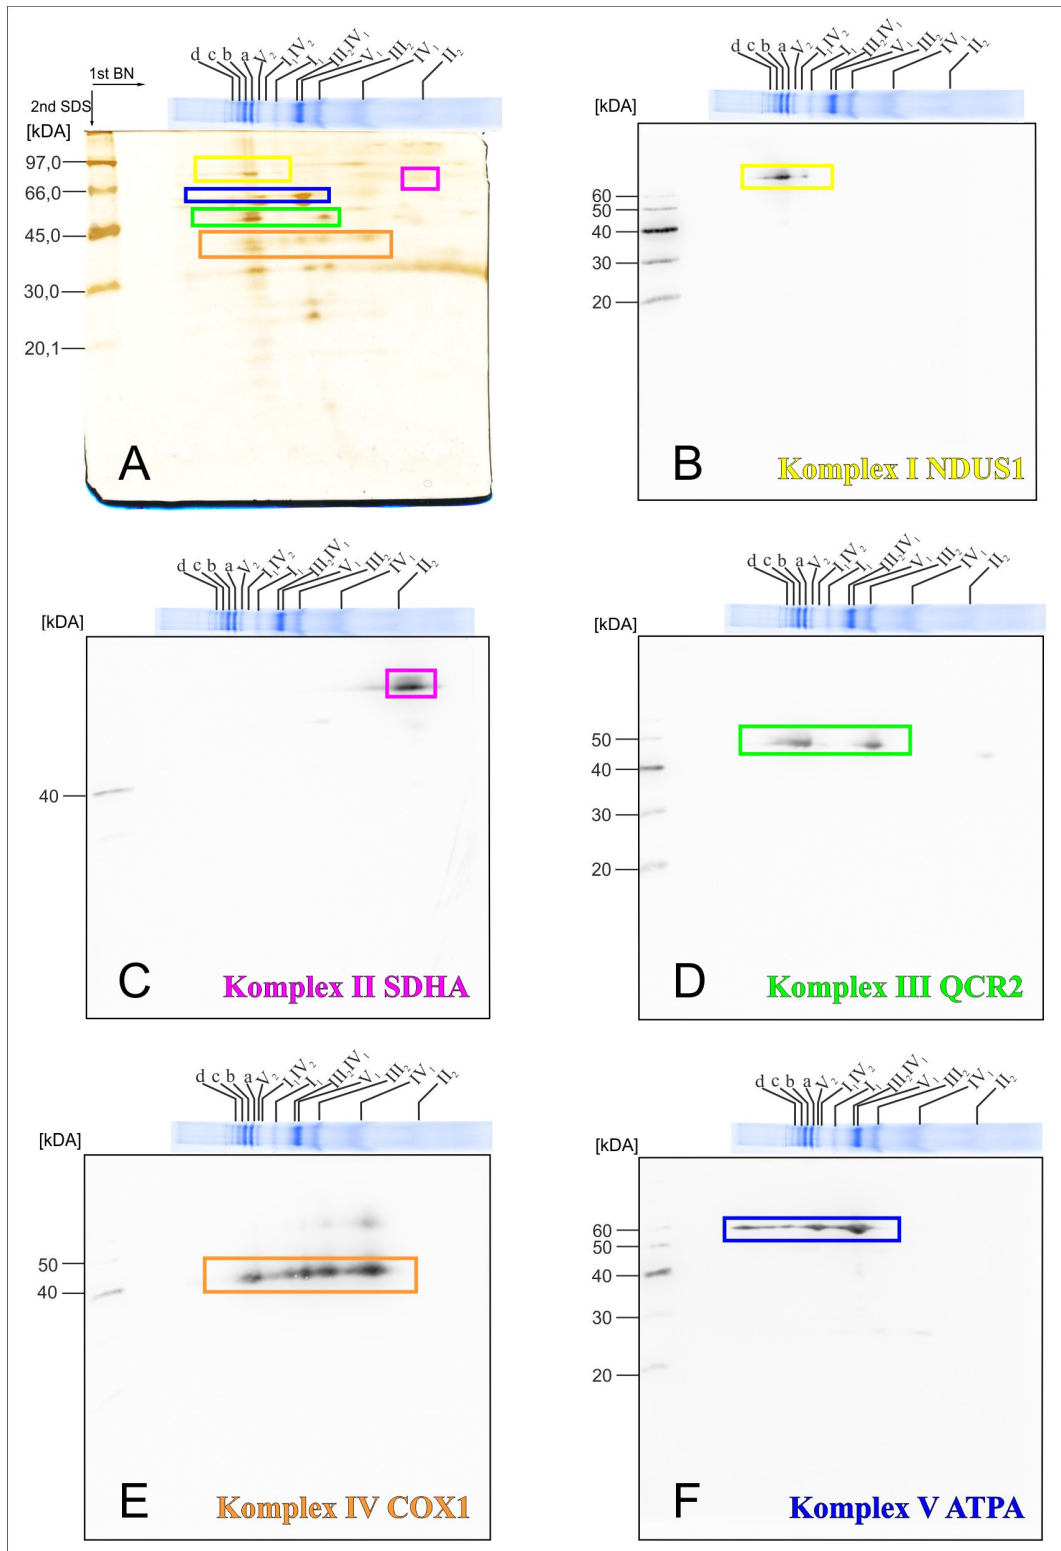 d c b a V₂ I₁IV₂ I₁ III₂IV₁ V₁ III₂ IV₁ II₂
1st BN
2nd SDS
[kDA]
97,0
66,0
45,0
30,0
20,1
A
d c b a V₂ I₁IV₂ I₁ III₂IV₁ V₁ III₂ IV₁ II₂
[kDA]
60
50
40
30
20
B
Komplex I NDUS1
d c b a V₂ I₁IV₂ I₁ III₂IV₁ V₁ III₂ IV₁ II₂
[kDA]
40
C
Komplex II SDHA
d c b a V₂ I₁IV₂ I₁ III₂IV₁ V₁ III₂ IV₁ II₂
[kDA]
50
40
30
20
D
Komplex III QCR2
d c b a V₂ I₁IV₂ I₁ III₂IV₁ V₁ III₂ IV₁ II₂
[kDA]
50
40
E
Komplex IV COX1
d c b a V₂ I₁IV₂ I₁ III₂IV₁ V₁ III₂ IV₁ II₂
[kDA]
60
50
40
30
20
F
Komplex V ATPA